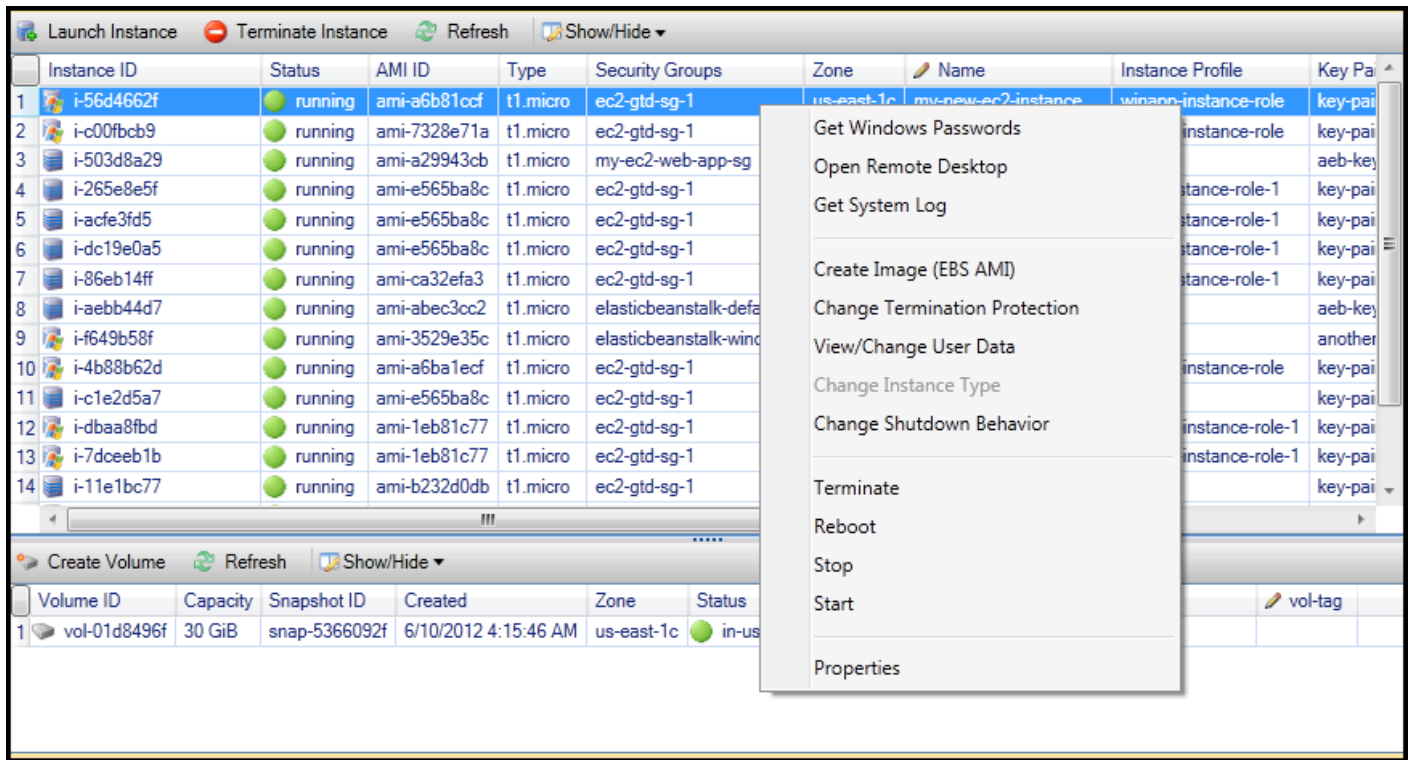 Launch Instance Terminate Instance Refresh Show/Hide
Instance ID Status AMI ID Type Security Groups Zone Name Instance Profile Key Pai
1 i-56d4662f running ami-a6b81ccf t1.micro ec2-gtd-sg-1 us-east-1c my-new-ec2-instance winapp-instance-role key-pai
2 i-c00fbcb9 running ami-7328e71a t1.micro ec2-gtd-sg-1 instance-role key-pai
3 i-503d8a29 running ami-a29943cb t1.micro my-ec2-web-app-sg aeb-key
4 i-265e8e5f running ami-e565ba8c t1.micro ec2-gtd-sg-1 stance-role-1 key-pai
5 i-acfe3fd5 running ami-e565ba8c t1.micro ec2-gtd-sg-1 stance-role-1 key-pai
6 i-dc19e0a5 running ami-e565ba8c t1.micro ec2-gtd-sg-1 stance-role-1 key-pai
7 i-86eb14ff running ami-ca32efa3 t1.micro ec2-gtd-sg-1 stance-role-1 key-pai
8 i-aebb44d7 running ami-abec3cc2 t1.micro elasticbeanstalk-defa aeb-key
9 i-f649b58f running ami-3529e35c t1.micro elasticbeanstalk-wind another
10 i-4b88b62d running ami-a6ba1ecf t1.micro ec2-gtd-sg-1 instance-role key-pai
11 i-c1e2d5a7 running ami-e565ba8c t1.micro ec2-gtd-sg-1 key-pai
12 i-dbaa8fbd running ami-1eb81c77 t1.micro ec2-gtd-sg-1 instance-role-1 key-pai
13 i-7dceeb1b running ami-1eb81c77 t1.micro ec2-gtd-sg-1 instance-role-1 key-pai
14 i-11e1bc77 running ami-b232d0db t1.micro ec2-gtd-sg-1 key-pai
Get Windows Passwords
Open Remote Desktop
Get System Log
Create Image (EBS AMI)
Change Termination Protection
View/Change User Data
Change Instance Type
Change Shutdown Behavior
Terminate
Reboot
Stop
Start
Properties
Create Volume Refresh Show/Hide
Volume ID Capacity Snapshot ID Created Zone Status vol-tag
1 vol-01d8496f 30 GiB snap-5366092f 6/10/2012 4:15:46 AM us-east-1c in-us